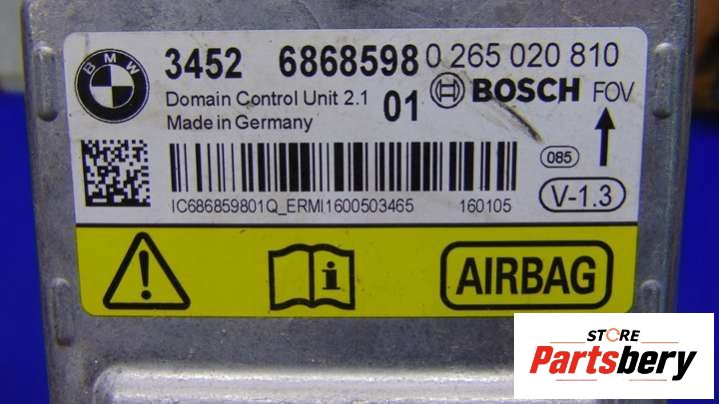 BMW
3452 6868598 0 265 020 810
Domain Control Unit 2.1 01 BOSCH FOV
Made in Germany
085
IC686859801Q_ERMI1600503465 160105 V-1.3
i AIRBAG
STORE
Partsbery